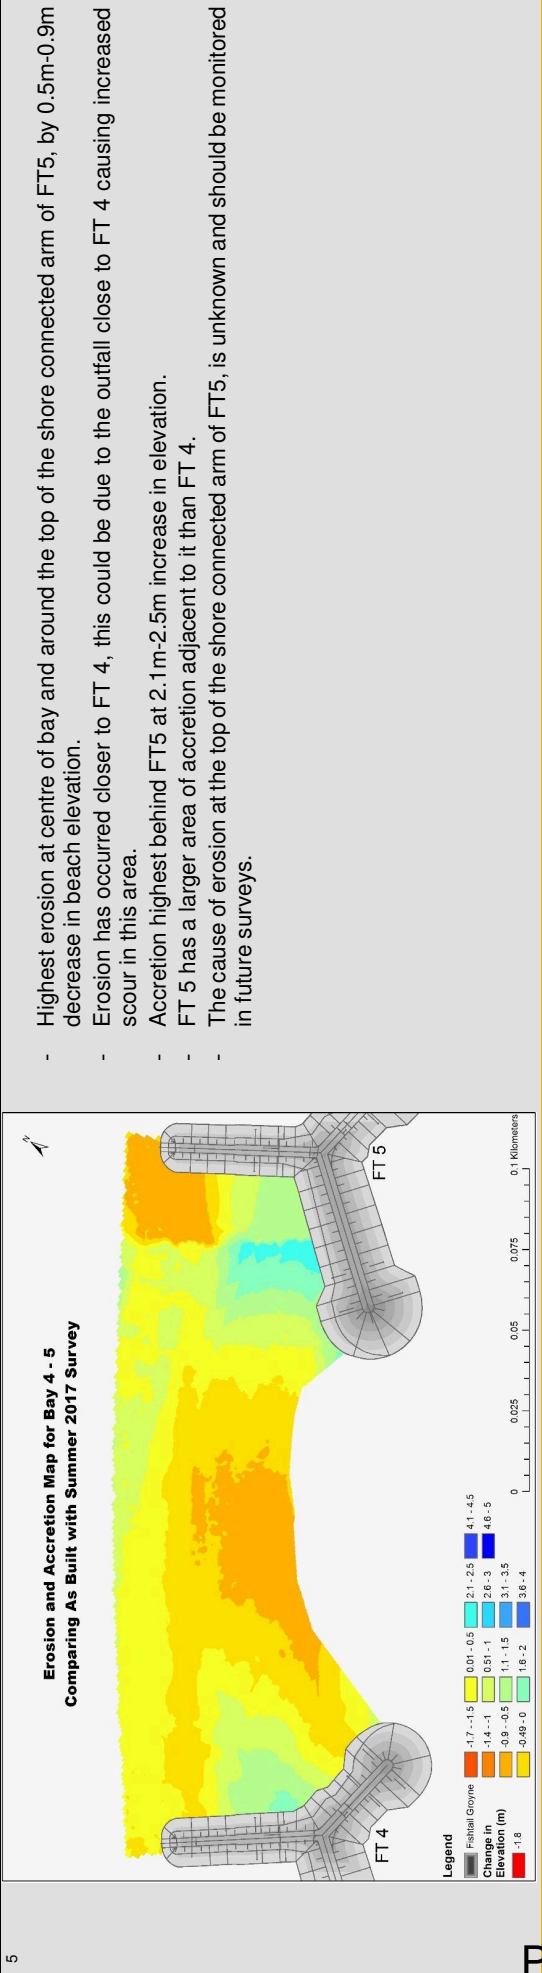 5
Erosion and Accretion Map for Bay 4 - 5
Comparing As Built with Summer 2017 Survey
N
FT 4
FT 5
Legend
Fishtail Groyne
Change in
Elevation (m)
-1.8
-1.7 - -1.5
-1.4 - -1
-0.9 - -0.5
-0.49 - 0
0.01 - 0.5
0.51 - 1
1.1 - 1.5
1.6 - 2
2.1 - 2.5
2.6 - 3
3.1 - 3.5
3.6 - 4
4.1 - 4.5
4.6 - 5
0 0.025 0.05 0.075 0.1 Kilometers
- Highest erosion at centre of bay and around the top of the shore connected arm of FT5, by 0.5m-0.9m
decrease in beach elevation.
- Erosion has occurred closer to FT 4, this could be due to the outfall close to FT 4 causing increased
scour in this area.
- Accretion highest behind FT5 at 2.1m-2.5m increase in elevation.
- FT 5 has a larger area of accretion adjacent to it than FT 4.
- The cause of erosion at the top of the shore connected arm of FT5, is unknown and should be monitored
in future surveys.
P